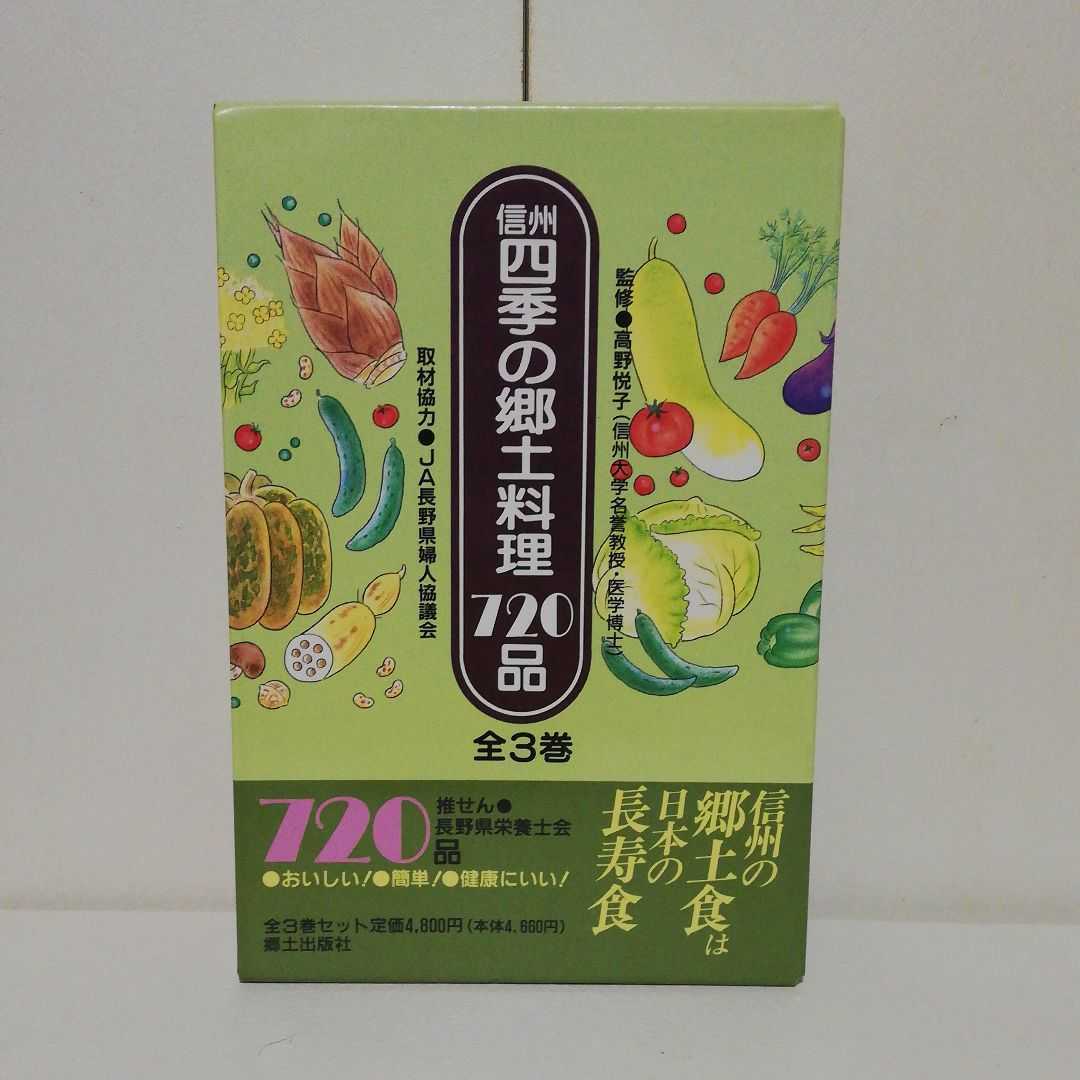 信州
四季の郷土料理
720
品
全3巻
監修●高野悦子(信州大学名誉教授・医学博士)
取材協力●JA長野県婦人協議会
720
品
推せん●
長野県栄養士会
●おいしい!●簡単!●健康にいい!
信州の
郷土食は
日本の
長寿食
全3巻セット定価4,800円(本体4,660円)
郷土出版社